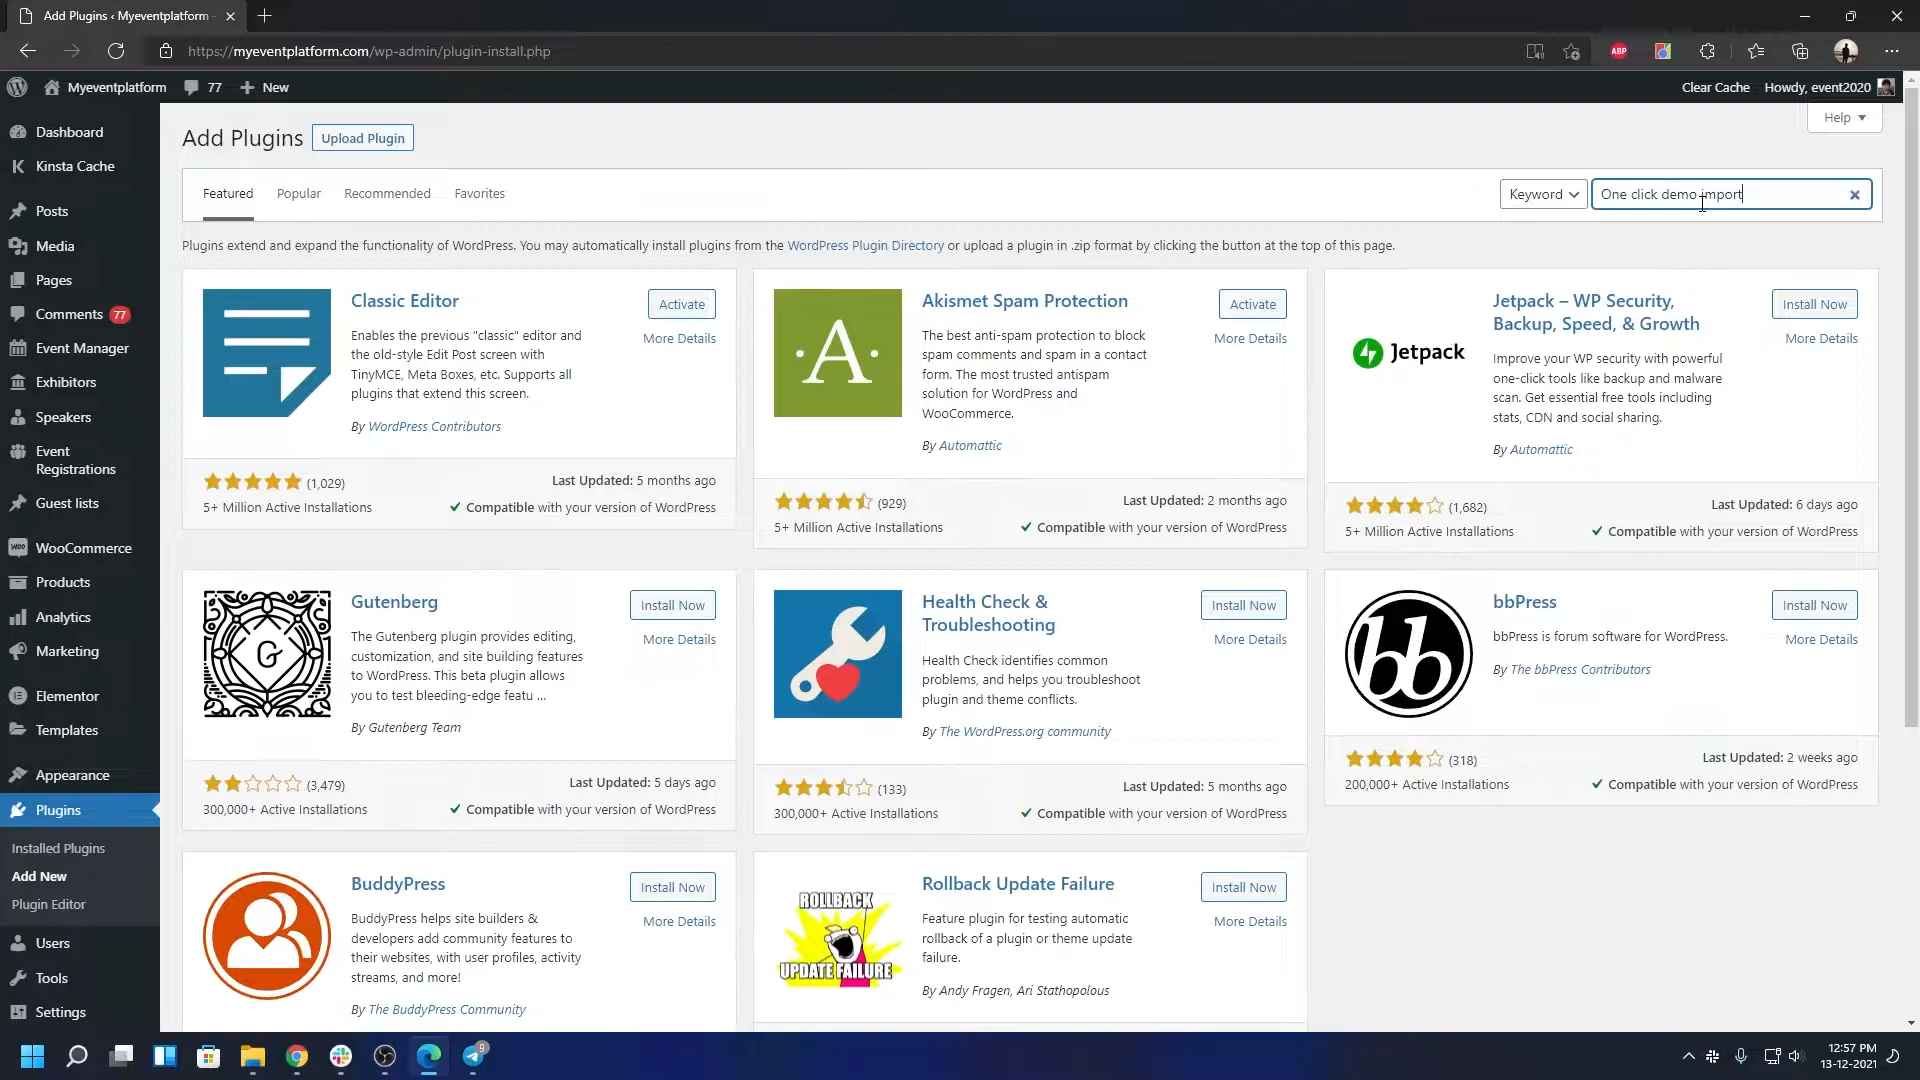 Add Plugins ‹ Myeventplatform
https://myeventplatform.com/wp-admin/plugin-install.php
ABP
Myeventplatform
77
New
Clear Cache
Howdy, event2020
Dashboard
Kinsta Cache
Posts
Media
Pages
Comments 77
Event Manager
Exhibitors
Speakers
Event
Registrations
Guest lists
WooCommerce
Products
Analytics
Marketing
Elementor
Templates
Appearance
Plugins
Installed Plugins
Add New
Plugin Editor
Users
Tools
Settings
Help
Add Plugins
Upload Plugin
Featured
Popular
Recommended
Favorites
Keyword
One click demo import
Plugins extend and expand the functionality of WordPress. You may automatically install plugins from the WordPress Plugin Directory or upload a plugin in .zip format by clicking the button at the top of this page.
Classic Editor
Activate
More Details
Enables the previous "classic" editor and
the old-style Edit Post screen with
TinyMCE, Meta Boxes, etc. Supports all
plugins that extend this screen.
By WordPress Contributors
(1,029)
Last Updated: 5 months ago
5+ Million Active Installations
Compatible with your version of WordPress
A
Akismet Spam Protection
Activate
More Details
The best anti-spam protection to block
spam comments and spam in a contact
form. The most trusted antispam
solution for WordPress and
WooCommerce.
By Automattic
(929)
Last Updated: 2 months ago
5+ Million Active Installations
Compatible with your version of WordPress
Jetpack
Jetpack – WP Security,
Backup, Speed, & Growth
Install Now
More Details
Improve your WP security with powerful
one-click tools like backup and malware
scan. Get essential free tools including
stats, CDN and social sharing.
By Automattic
(1,682)
Last Updated: 6 days ago
5+ Million Active Installations
Compatible with your version of WordPress
G
Gutenberg
Install Now
More Details
The Gutenberg plugin provides editing,
customization, and site building features
to WordPress. This beta plugin allows
you to test bleeding-edge featu ...
By Gutenberg Team
(3,479)
Last Updated: 5 days ago
300,000+ Active Installations
Compatible with your version of WordPress
Health Check &
Troubleshooting
Install Now
More Details
Health Check identifies common
problems, and helps you troubleshoot
plugin and theme conflicts.
By The WordPress.org community
(133)
Last Updated: 5 months ago
300,000+ Active Installations
Compatible with your version of WordPress
bb
bbPress
Install Now
More Details
bbPress is forum software for WordPress.
By The bbPress Contributors
(318)
Last Updated: 2 weeks ago
200,000+ Active Installations
Compatible with your version of WordPress
BuddyPress
Install Now
More Details
BuddyPress helps site builders &
developers add community features to
their websites, with user profiles, activity
streams, and more!
By The BuddyPress Community
ROLLBACK
UPDATE FAILURE
Rollback Update Failure
Install Now
More Details
Feature plugin for testing automatic
rollback of a plugin or theme update
failure.
By Andy Fragen, Ari Stathopolous
9
12:57 PM
13-12-2021